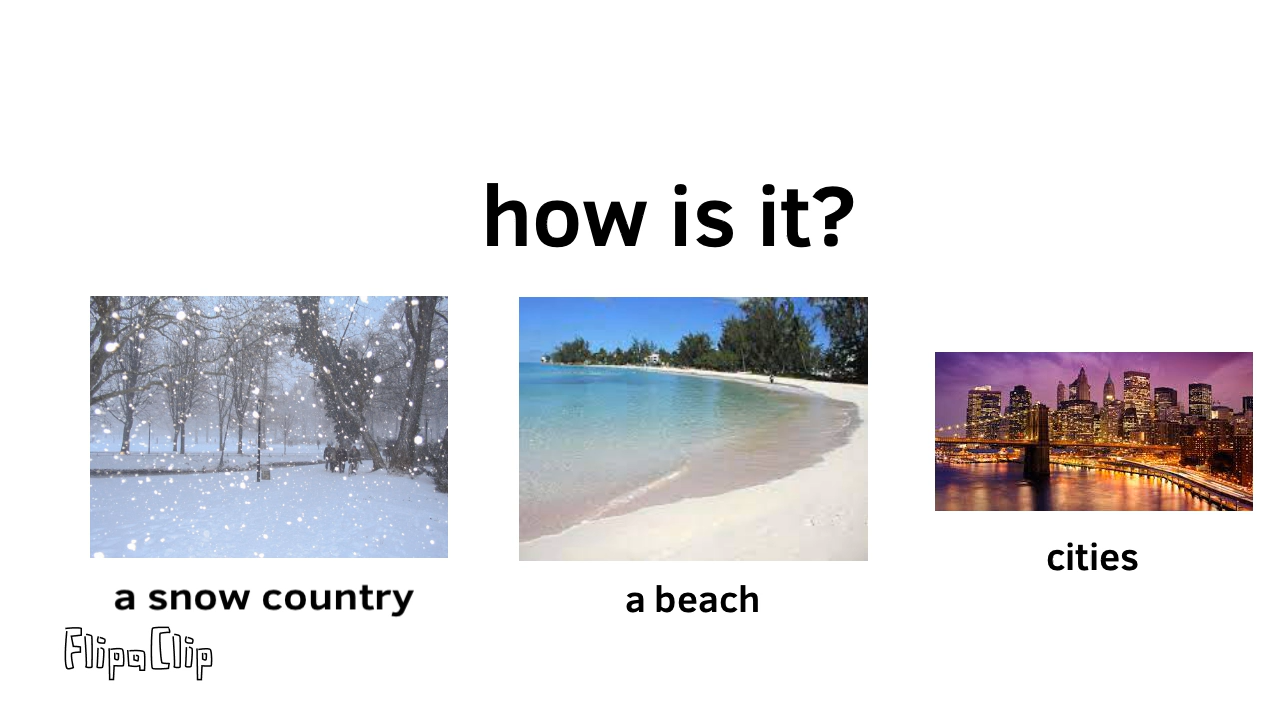 how is it?
a snow country
a beach
cities
FlipaClip